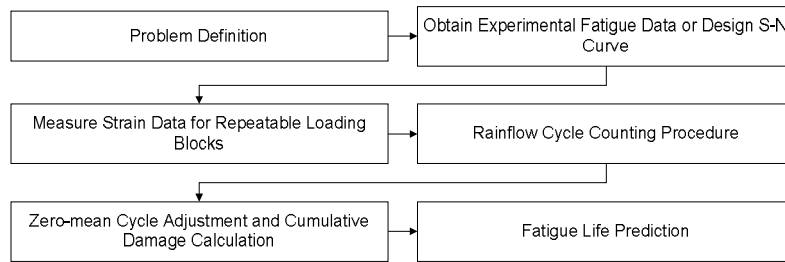 Problem Definition
Obtain Experimental Fatigue Data or Design S-N
Curve
Measure Strain Data for Repeatable Loading
Blocks
Rainflow Cycle Counting Procedure
Zero-mean Cycle Adjustment and Cumulative
Damage Calculation
Fatigue Life Prediction